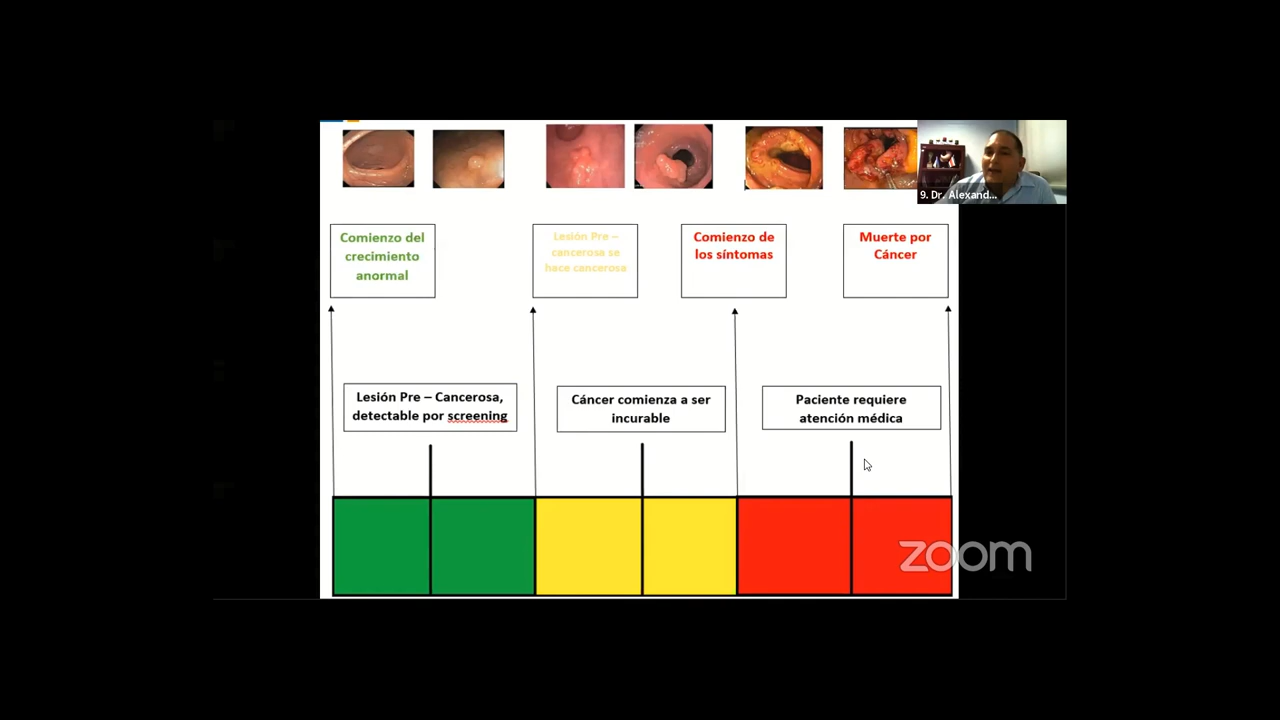 9. Dr. Alexand...
Comienzo del
crecimiento
anormal
Lesión Pre –
cancerosa se
hace cancerosa
Comienzo de
los síntomas
Muerte por
Cáncer
Lesión Pre – Cancerosa,
detectable por screening
Cáncer comienza a ser
incurable
Paciente requiere
atención médica
zoom